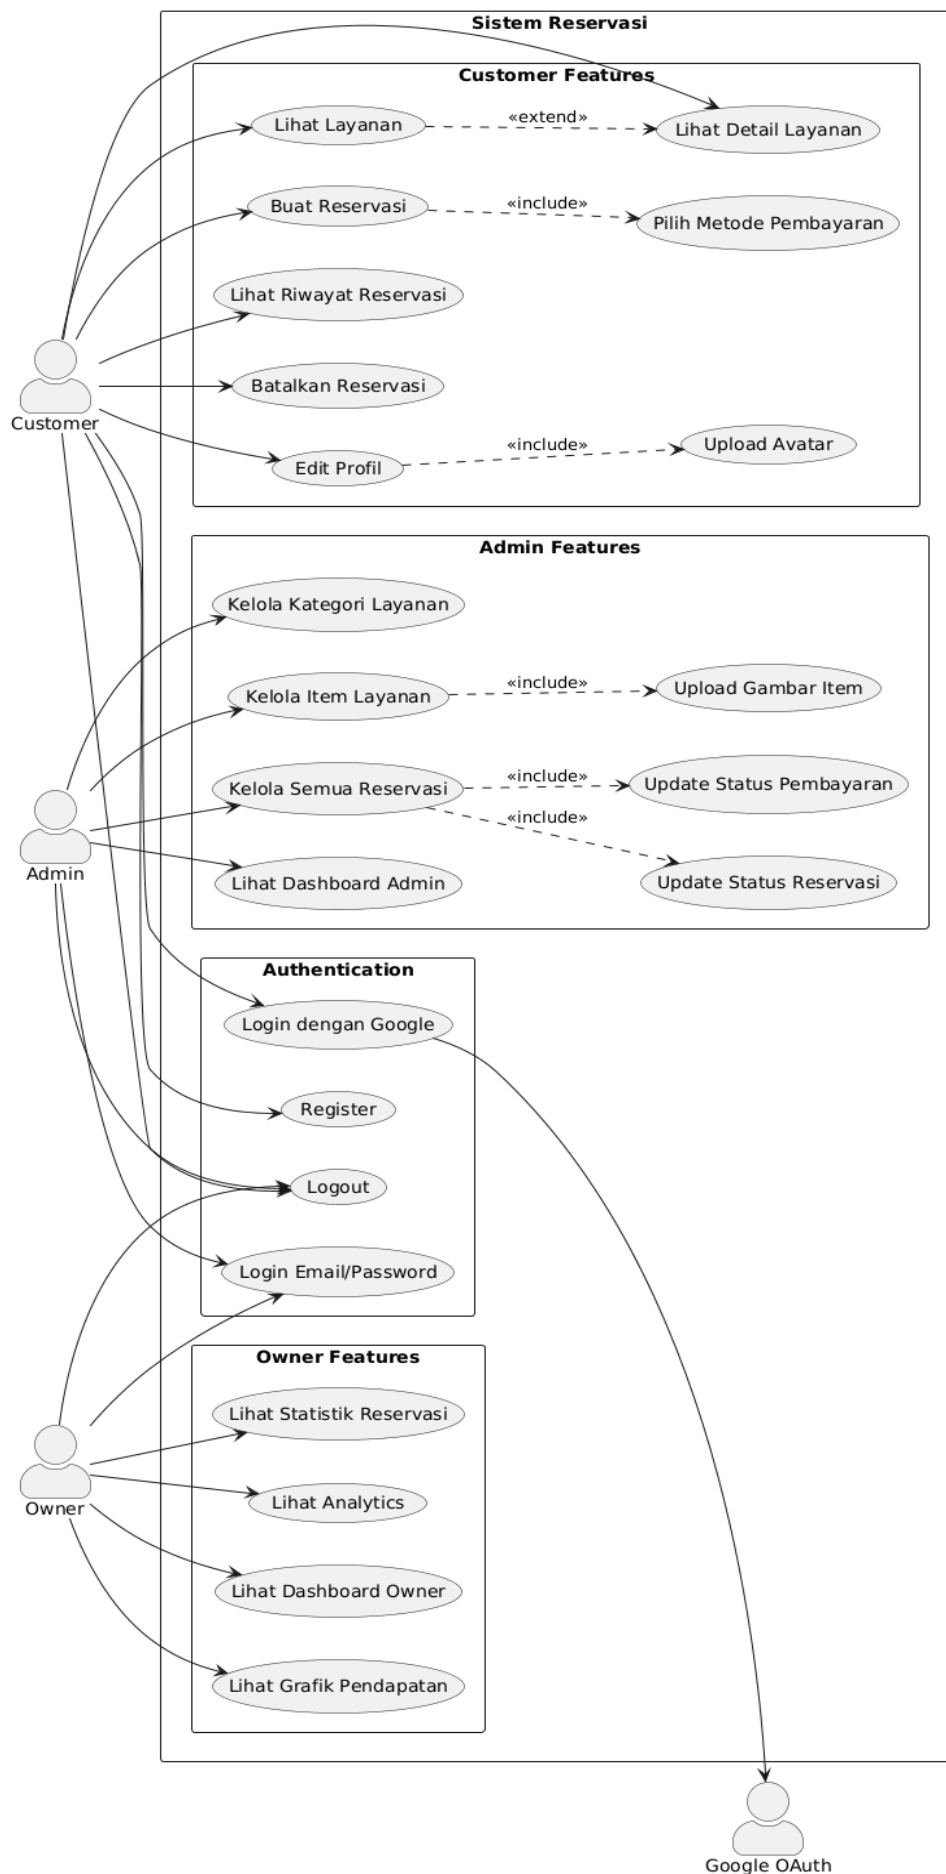 Sistem Reservasi
Customer Features
Lihat Layanan
«extend»
Lihat Detail Layanan
Buat Reservasi
«include»
Pilih Metode Pembayaran
Lihat Riwayat Reservasi
Batalkan Reservasi
Customer
Edit Profil
«include»
Upload Avatar
Admin Features
Kelola Kategori Layanan
Kelola Item Layanan
«include»
Upload Gambar Item
Kelola Semua Reservasi
«include»
Update Status Pembayaran
«include»
Update Status Reservasi
Lihat Dashboard Admin
Admin
Authentication
Login dengan Google
Register
Logout
Login Email/Password
Owner Features
Lihat Statistik Reservasi
Lihat Analytics
Owner
Lihat Dashboard Owner
Lihat Grafik Pendapatan
Google OAuth